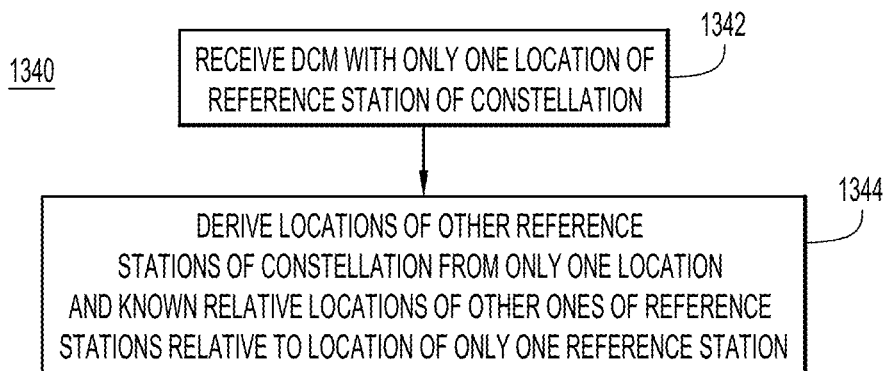 1340
1342
RECEIVE DCM WITH ONLY ONE LOCATION OF
REFERENCE STATION OF CONSTELLATION
1344
DERIVE LOCATIONS OF OTHER REFERENCE
STATIONS OF CONSTELLATION FROM ONLY ONE LOCATION
AND KNOWN RELATIVE LOCATIONS OF OTHER ONES OF REFERENCE
STATIONS RELATIVE TO LOCATION OF ONLY ONE REFERENCE STATION